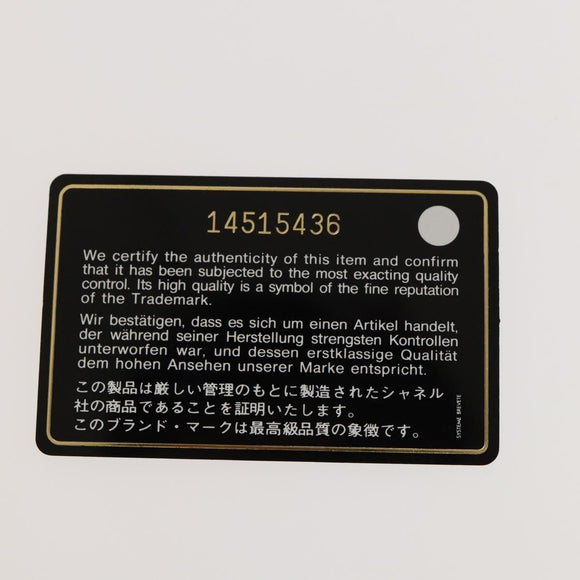 14515436
We certify the authenticity of this item and confirm
that it has been subjected to the most exacting quality
control. Its high quality is a symbol of the fine reputation
of the Trademark.
Wir bestätigen, dass es sich um einen Artikel handelt,
der während seiner Herstellung strengsten Kontrollen
unterworfen war, und dessen erstklassige Qualität
dem hohen Ansehen unserer Marke entspricht.
この製品は厳しい管理のもとに製造されたシャネル
社の商品であることを証明いたします。
このブランド・マークは最高級品質の象徴です。
SYSTEME BREVETE